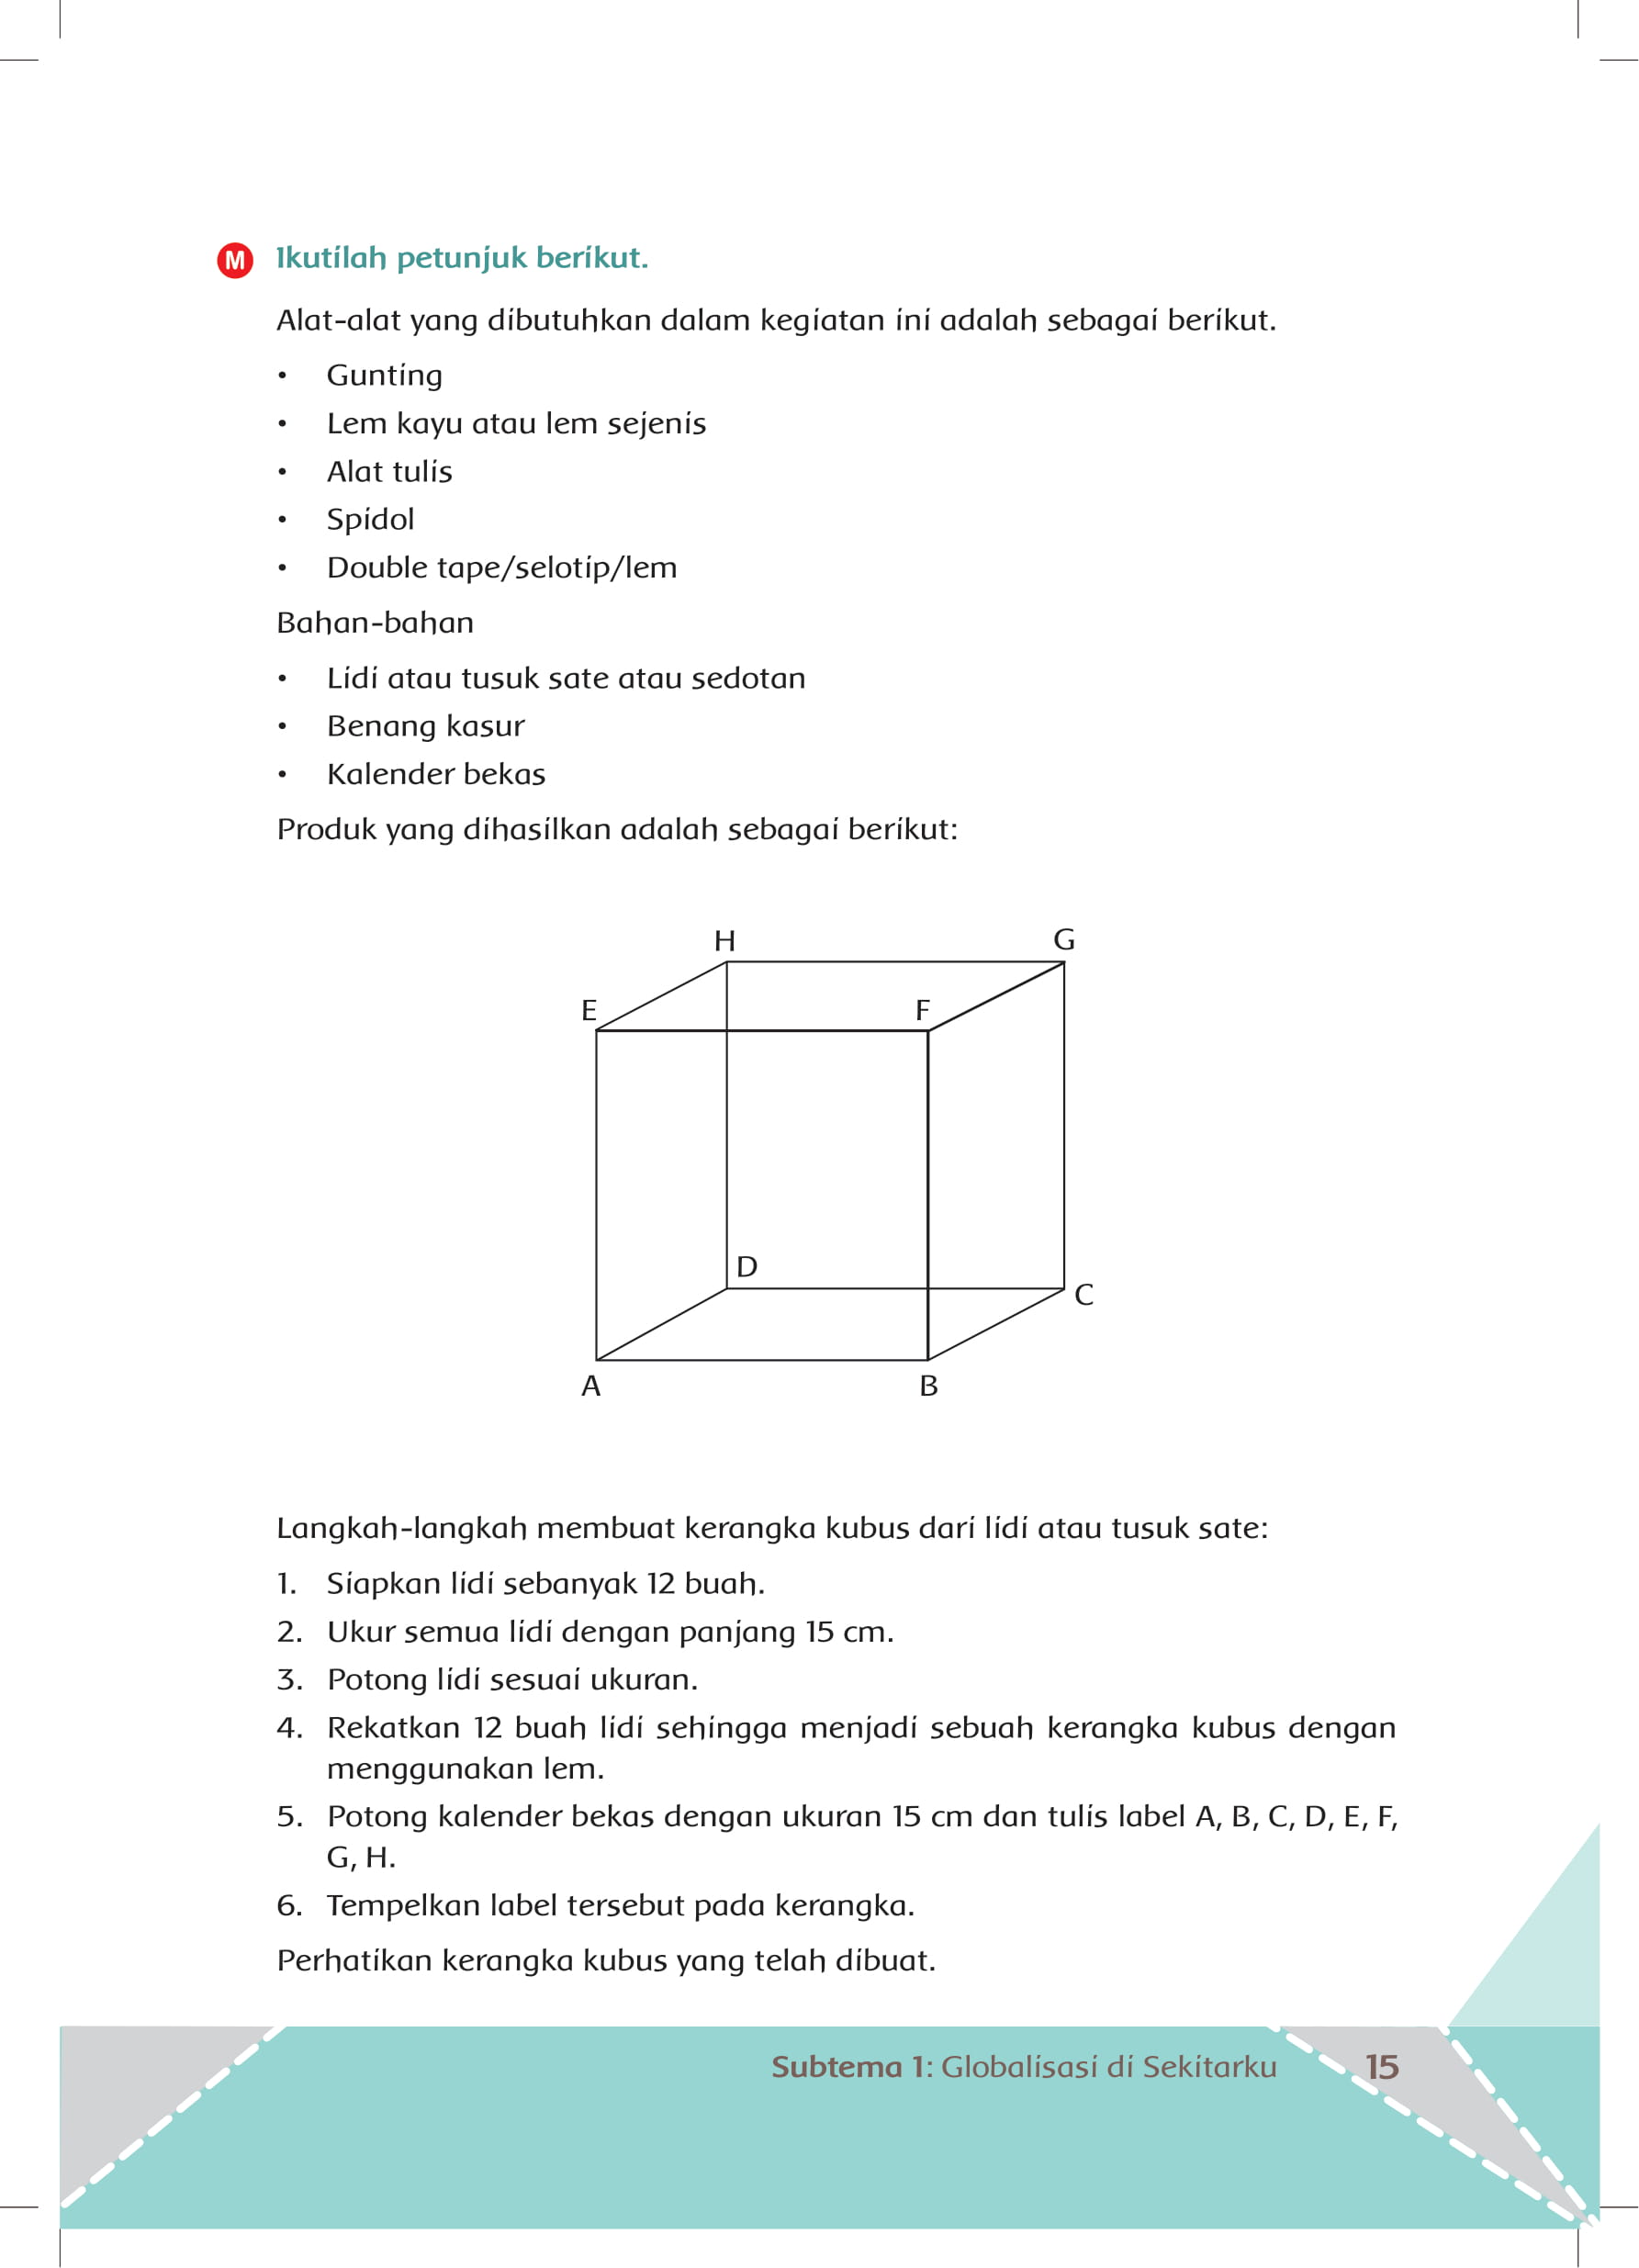 M Ikutilah petunjuk berikut.
Alat-alat yang dibutuhkan dalam kegiatan ini adalah sebagai berikut.
• Gunting
• Lem kayu atau lem sejenis
• Alat tulis
• Spidol
• Double tape/selotip/lem
Bahan-bahan
• Lidi atau tusuk sate atau sedotan
• Benang kasur
• Kalender bekas
Produk yang dihasilkan adalah sebagai berikut:
H G
E F
D
C
A B
Langkah-langkah membuat kerangka kubus dari lidi atau tusuk sate:
1. Siapkan lidi sebanyak 12 buah.
2. Ukur semua lidi dengan panjang 15 cm.
3. Potong lidi sesuai ukuran.
4. Rekatkan 12 buah lidi sehingga menjadi sebuah kerangka kubus dengan
menggunakan lem.
5. Potong kalender bekas dengan ukuran 15 cm dan tulis label A, B, C, D, E, F,
G, H.
6. Tempelkan label tersebut pada kerangka.
Perhatikan kerangka kubus yang telah dibuat.
Subtema 1: Globalisasi di Sekitarku 15